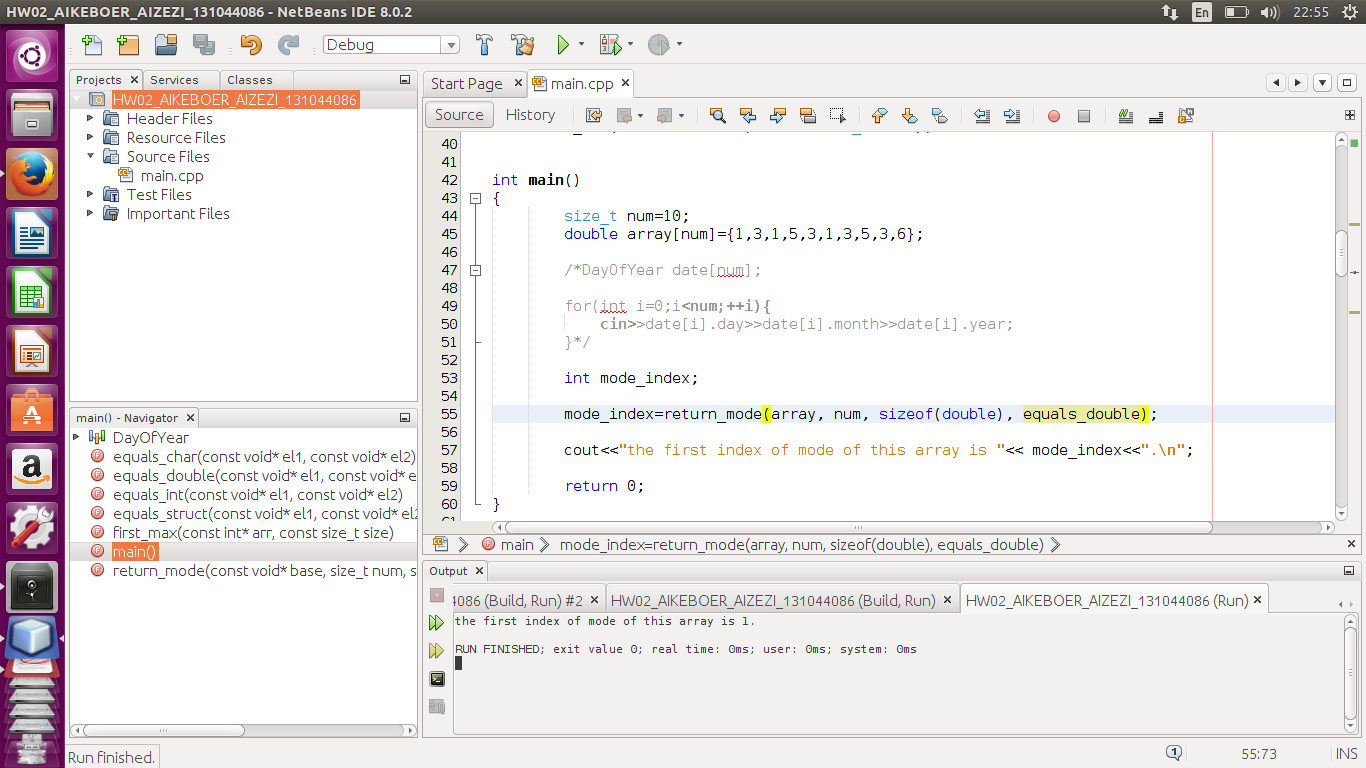 HW02_AIKEBOER_AIZEZI_131044086 - NetBeans IDE 8.0.2
En
22:55
Debug
Projects
Services
Classes
HW02_AIKEBOER_AIZEZI_131044086
Header Files
Resource Files
Source Files
main.cpp
Test Files
Important Files
main() - Navigator
DayOfYear
equals_char(const void* el1, const void* el2)
equals_double(const void* el1, const void* e
equals_int(const void* el1, const void* el2)
equals_struct(const void* el1, const void* el2
first_max(const int* arr, const size_t size)
main()
return_mode(const void* base, size_t num, s
Start Page
main.cpp
Source
History
40
41
42 int main()
43 {
44 size_t num=10;
45 double array[num]={1,3,1,5,3,1,3,5,3,6};
46
47 /*DayOfYear date[num];
48
49 for(int i=0;i<num;++i){
50 cin>>date[i].day>>date[i].month>>date[i].year;
51 }*/
52
53 int mode_index;
54
55 mode_index=return_mode(array, num, sizeof(double), equals_double);
56
57 cout<<"the first index of mode of this array is "<< mode_index<<".\n";
58
59 return 0;
60 }
61
main
mode_index=return_mode(array, num, sizeof(double), equals_double)
Output
4086 (Build, Run) #2
HW02_AIKEBOER_AIZEZI_131044086 (Build, Run)
HW02_AIKEBOER_AIZEZI_131044086 (Run)
the first index of mode of this array is 1.
RUN FINISHED; exit value 0; real time: 0ms; user: 0ms; system: 0ms
Run finished.
1
55:73
INS